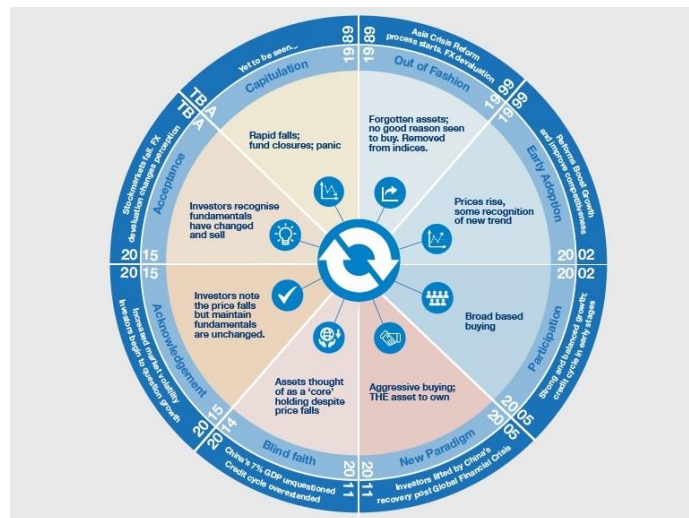 1989
Asia Crisis Reform
process starts. FX devaluation
Out of Fashion
1999
Forgotten assets;
no good reason seen
to buy. Removed
from indices.
1999
Reforms Boost Growth
and improve competitiveness
Early Adoption
2002
Prices rise,
some recognition
of new trend
2002
Strong and balanced growth;
credit cycle in early stages
Participation
2005
Broad based
buying
2005
Investors lifted by China's
recovery post Global Financial Crisis
New Paradigm
2011
Aggressive buying;
THE asset to own
2011
China's 7% GDP unquestioned
Credit cycle overextended
Blind faith
2014
Assets thought
of as a 'core'
holding despite
price falls
2015
Increased market volatility
Investors begin to question growth
Acknowledgement
2015
Investors note
the price falls
but maintain
fundamentals
are unchanged.
2015
Stockmarkets fall. FX
devaluation changes perception
Acceptance
TBA
Investors recognise
fundamentals
have changed
and sell
TBA
Yet to be seen...
Capitulation
1989
Rapid falls;
fund closures; panic